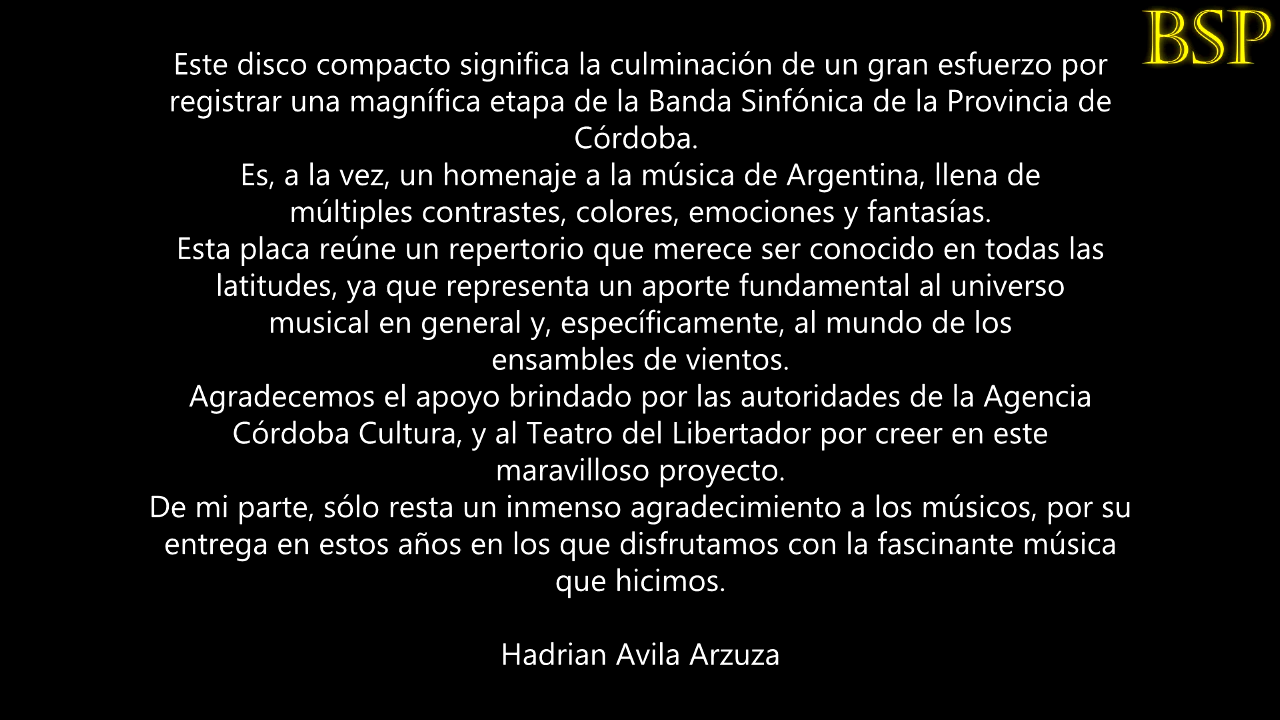 BSP
Este disco compacto significa la culminación de un gran esfuerzo por
registrar una magnífica etapa de la Banda Sinfónica de la Provincia de
Córdoba.
Es, a la vez, un homenaje a la música de Argentina, llena de
múltiples contrastes, colores, emociones y fantasías.
Esta placa reúne un repertorio que merece ser conocido en todas las
latitudes, ya que representa un aporte fundamental al universo
musical en general y, específicamente, al mundo de los
ensambles de vientos.
Agradecemos el apoyo brindado por las autoridades de la Agencia
Córdoba Cultura, y al Teatro del Libertador por creer en este
maravilloso proyecto.
De mi parte, sólo resta un inmenso agradecimiento a los músicos, por su
entrega en estos años en los que disfrutamos con la fascinante música
que hicimos.
Hadrian Avila Arzuza